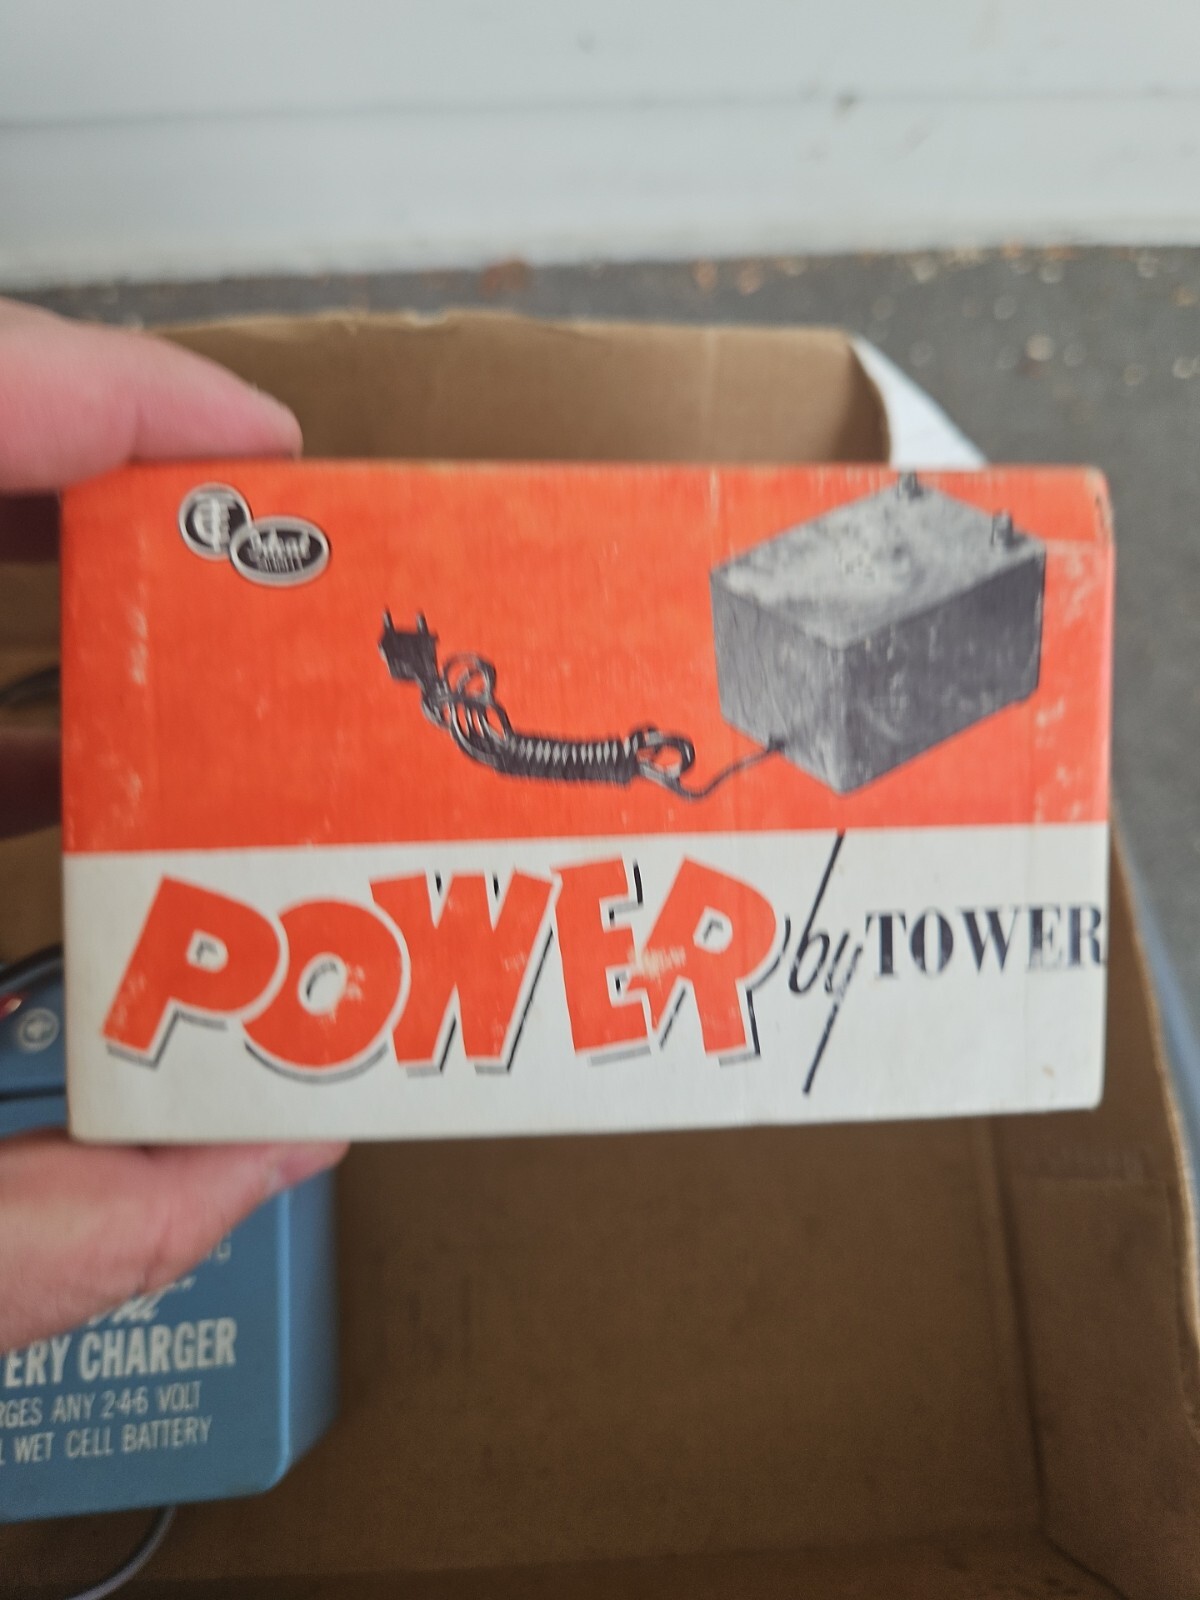 POWER by TOWER
ERY CHARGER
RGES ANY 2-4-6 VOLT
L WET CELL BATTERY